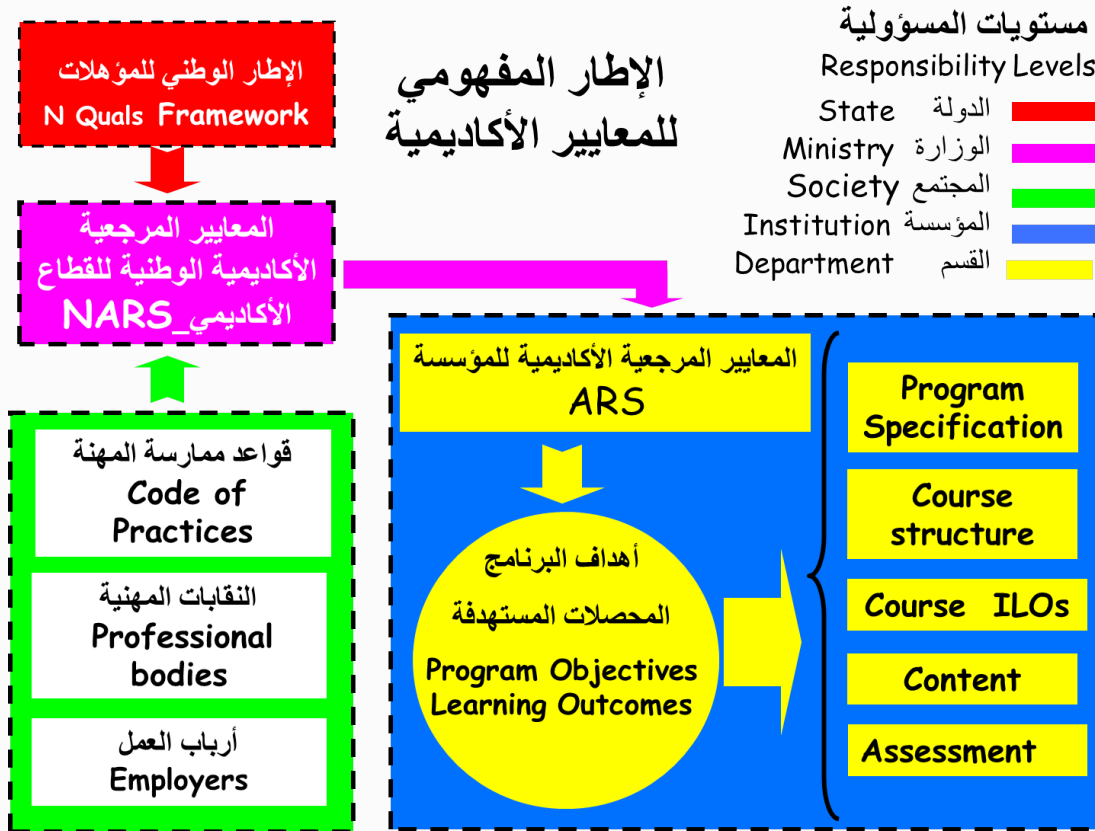 الإطار الوطني للمؤهلات
N Quals Framework
الإطار المفهومي
للمعايير الأكاديمية
مستويات المسؤولية
Responsibility Levels
State الدولة
Ministry الوزارة
Society المجتمع
Institution المؤسسة
Department القسم
المعايير المرجعية
الأكاديمية الوطنية للقطاع
الأكاديمي_NARS
قواعد ممارسة المهنة
Code of
Practices
النقابات المهنية
Professional
bodies
أرباب العمل
Employers
المعايير المرجعية الأكاديمية للمؤسسة
ARS
أهداف البرنامج
المحصلات المستهدفة
Program Objectives
Learning Outcomes
Program
Specification
Course
structure
Course ILOs
Content
Assessment